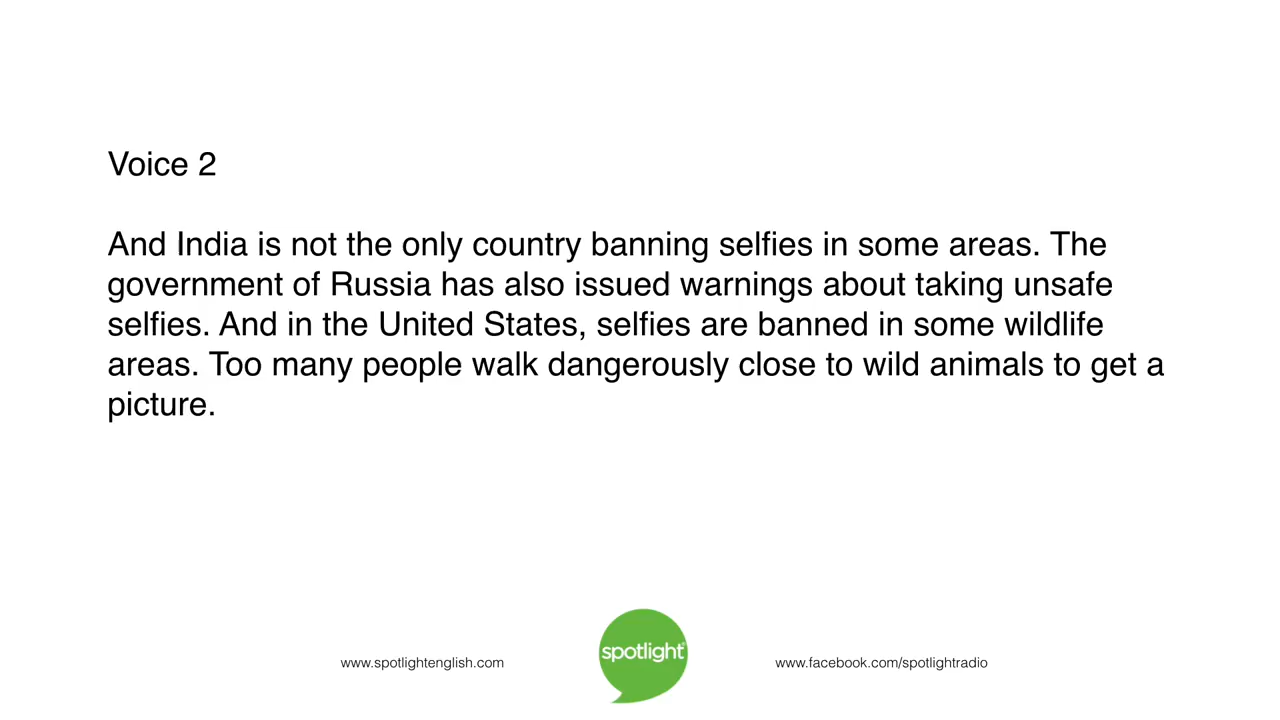 Voice 2
And India is not the only country banning selfies in some areas. The
government of Russia has also issued warnings about taking unsafe
selfies. And in the United States, selfies are banned in some wildlife
areas. Too many people walk dangerously close to wild animals to get a
picture.
www.spotlightenglish.com
spotlight
www.facebook.com/spotlightradio